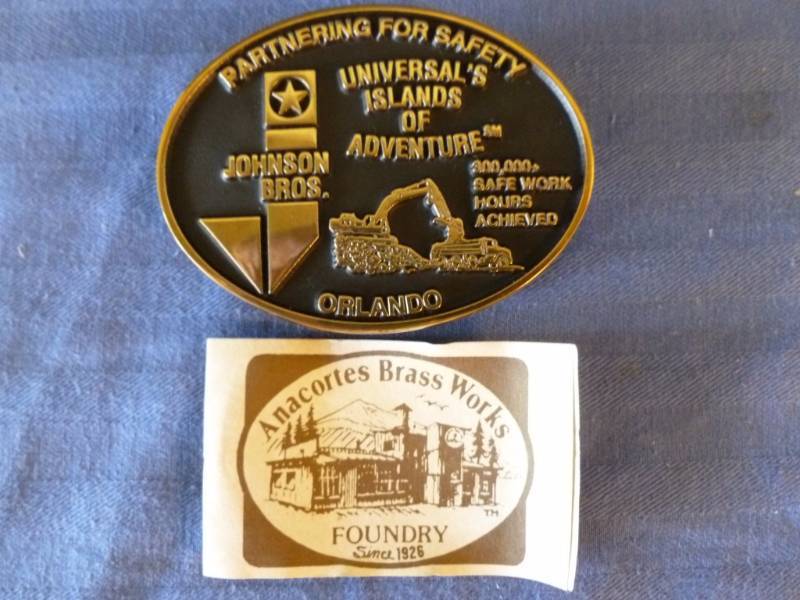 PARTNERING FOR SAFETY
UNIVERSAL'S
ISLANDS
OF
ADVENTURE℠
JOHNSON
BROS.
300,000+
SAFE WORK
HOURS
ACHIEVED
ORLANDO
Anacortes Brass Works
TM
FOUNDRY
Since 1926